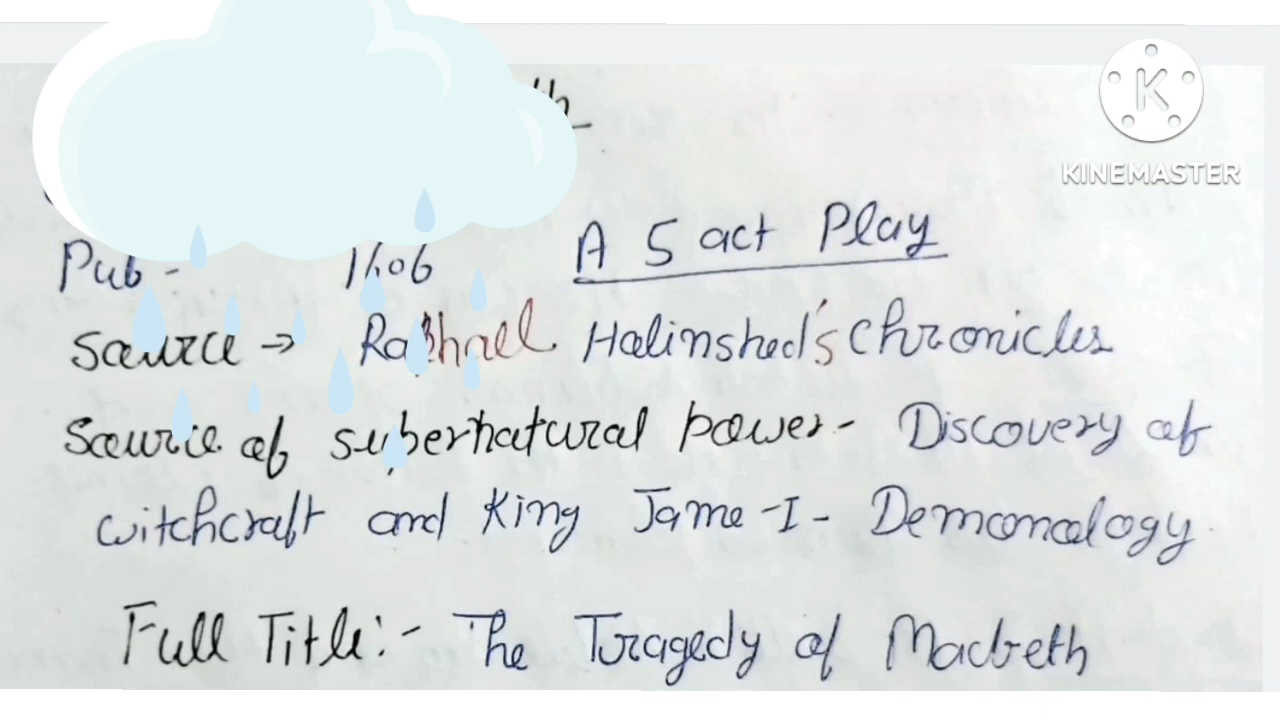 KINEMASTER
Pub - 1606 A 5 act Play
Source → Raphael Halinshed's Chronicles
Source of supernatural power - Discovery of
witchcraft and King Jame - I - Demonology
Full Title:- The Tragedy of Macbeth